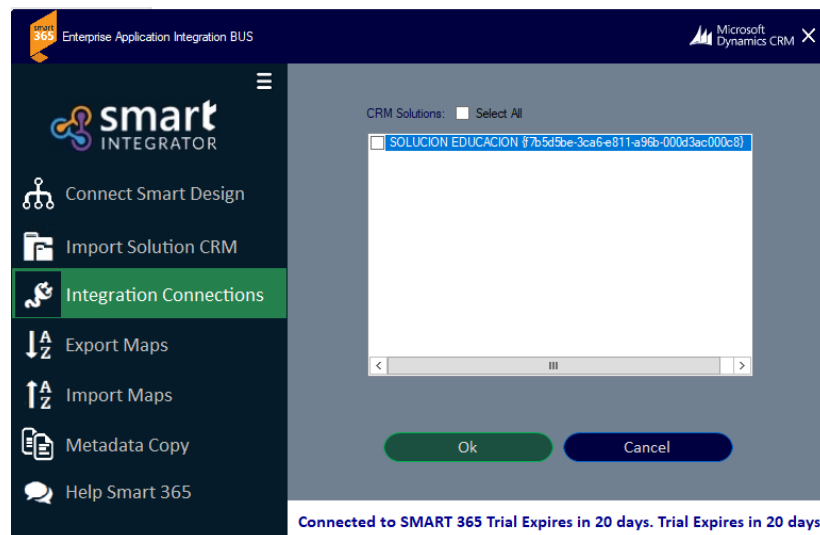 smart
365
Enterprise Application Integration BUS
Microsoft
Dynamics CRM
smart
INTEGRATOR
Connect Smart Design
Import Solution CRM
Integration Connections
A
Z
Export Maps
A
Z
Import Maps
Metadata Copy
Help Smart 365
CRM Solutions:
Select All
SOLUCION EDUCACION {f7b5d5be-3ca6-e811-a96b-000d3ac000c8}
Ok
Cancel
Connected to SMART 365 Trial Expires in 20 days. Trial Expires in 20 days